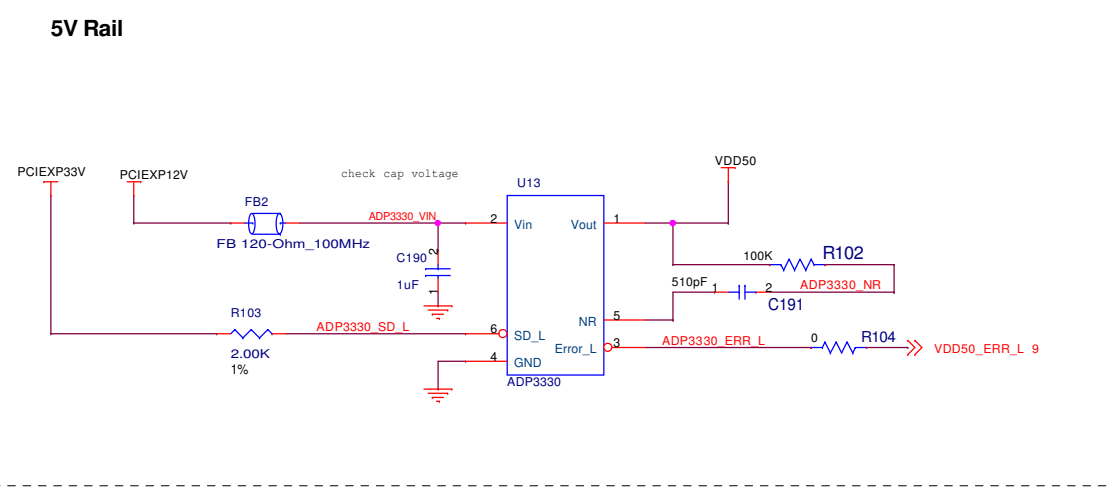 5V Rail
PCIEXP33V
PCIEXP12V
check cap voltage
VDD50
U13
FB2
ADP3330_VIN
2
Vin
Vout
1
FB 120-Ohm_100MHz
100K
R102
C190
2
1uF
1
510pF
1
2
ADP3330_NR
C191
R103
ADP3330_SD_L
6
SD_L
NR
5
2.00K
1%
4
GND
Error_L
3
ADP3330_ERR_L
0
R104
VDD50_ERR_L 9
ADP3330